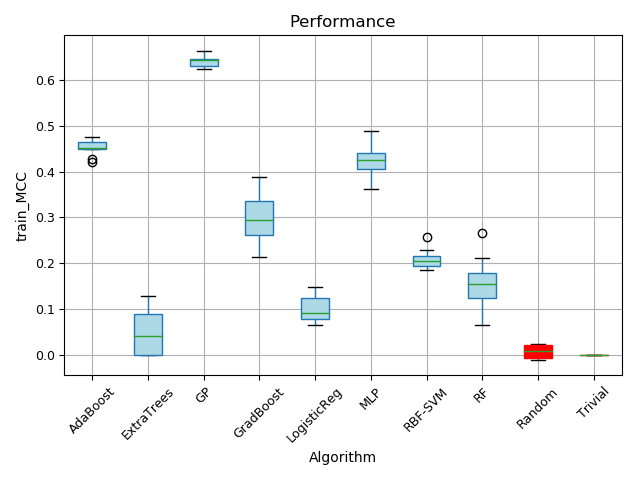 Performance
train_MCC
0.6
0.5
0.4
0.3
0.2
0.1
0.0
AdaBoost
ExtraTrees
GP
GradBoost
LogisticReg
MLP
RBF-SVM
RF
Random
Trivial
Algorithm